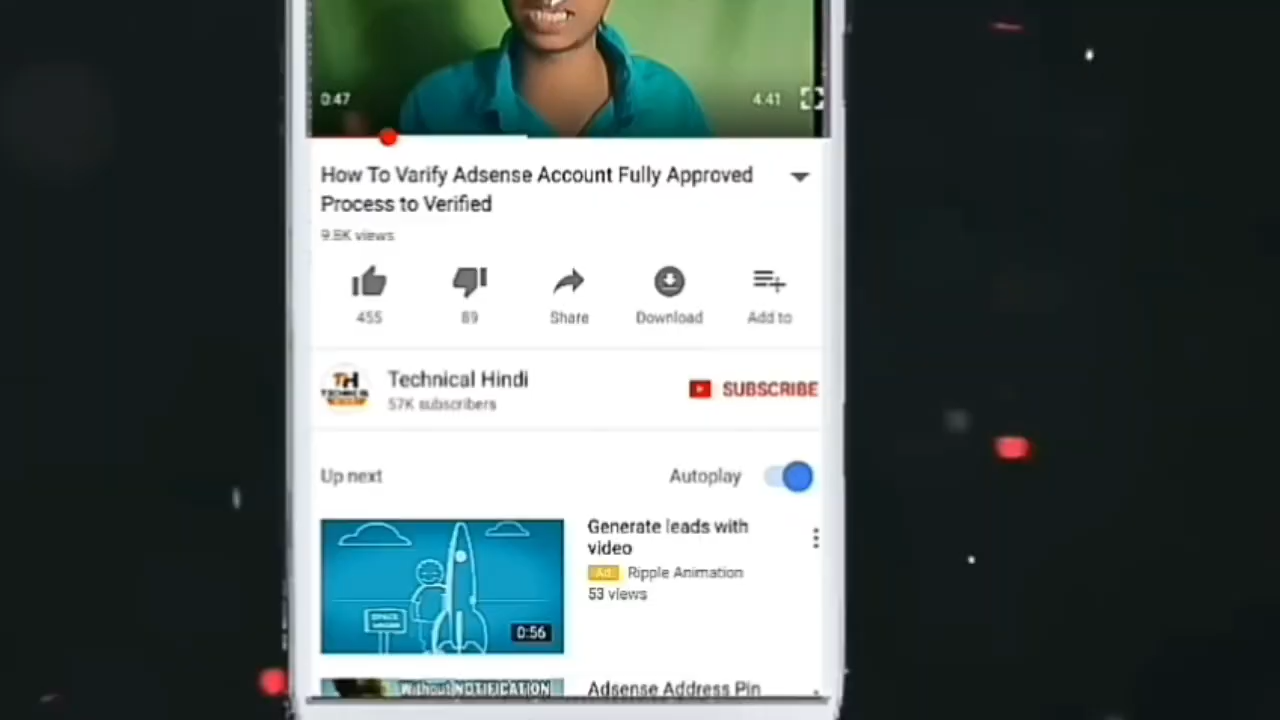 0:47
4:41
How To Varify Adsense Account Fully Approved
Process to Verified
9.8K views
455
89
Share
Download
Add to
TH
Technical Hindi
57K subscribers
SUBSCRIBE
Up next
Autoplay
Generate leads with
video
Ad
Ripple Animation
53 views
0:56
Without NOTIFICATION
Adsense Address Pin